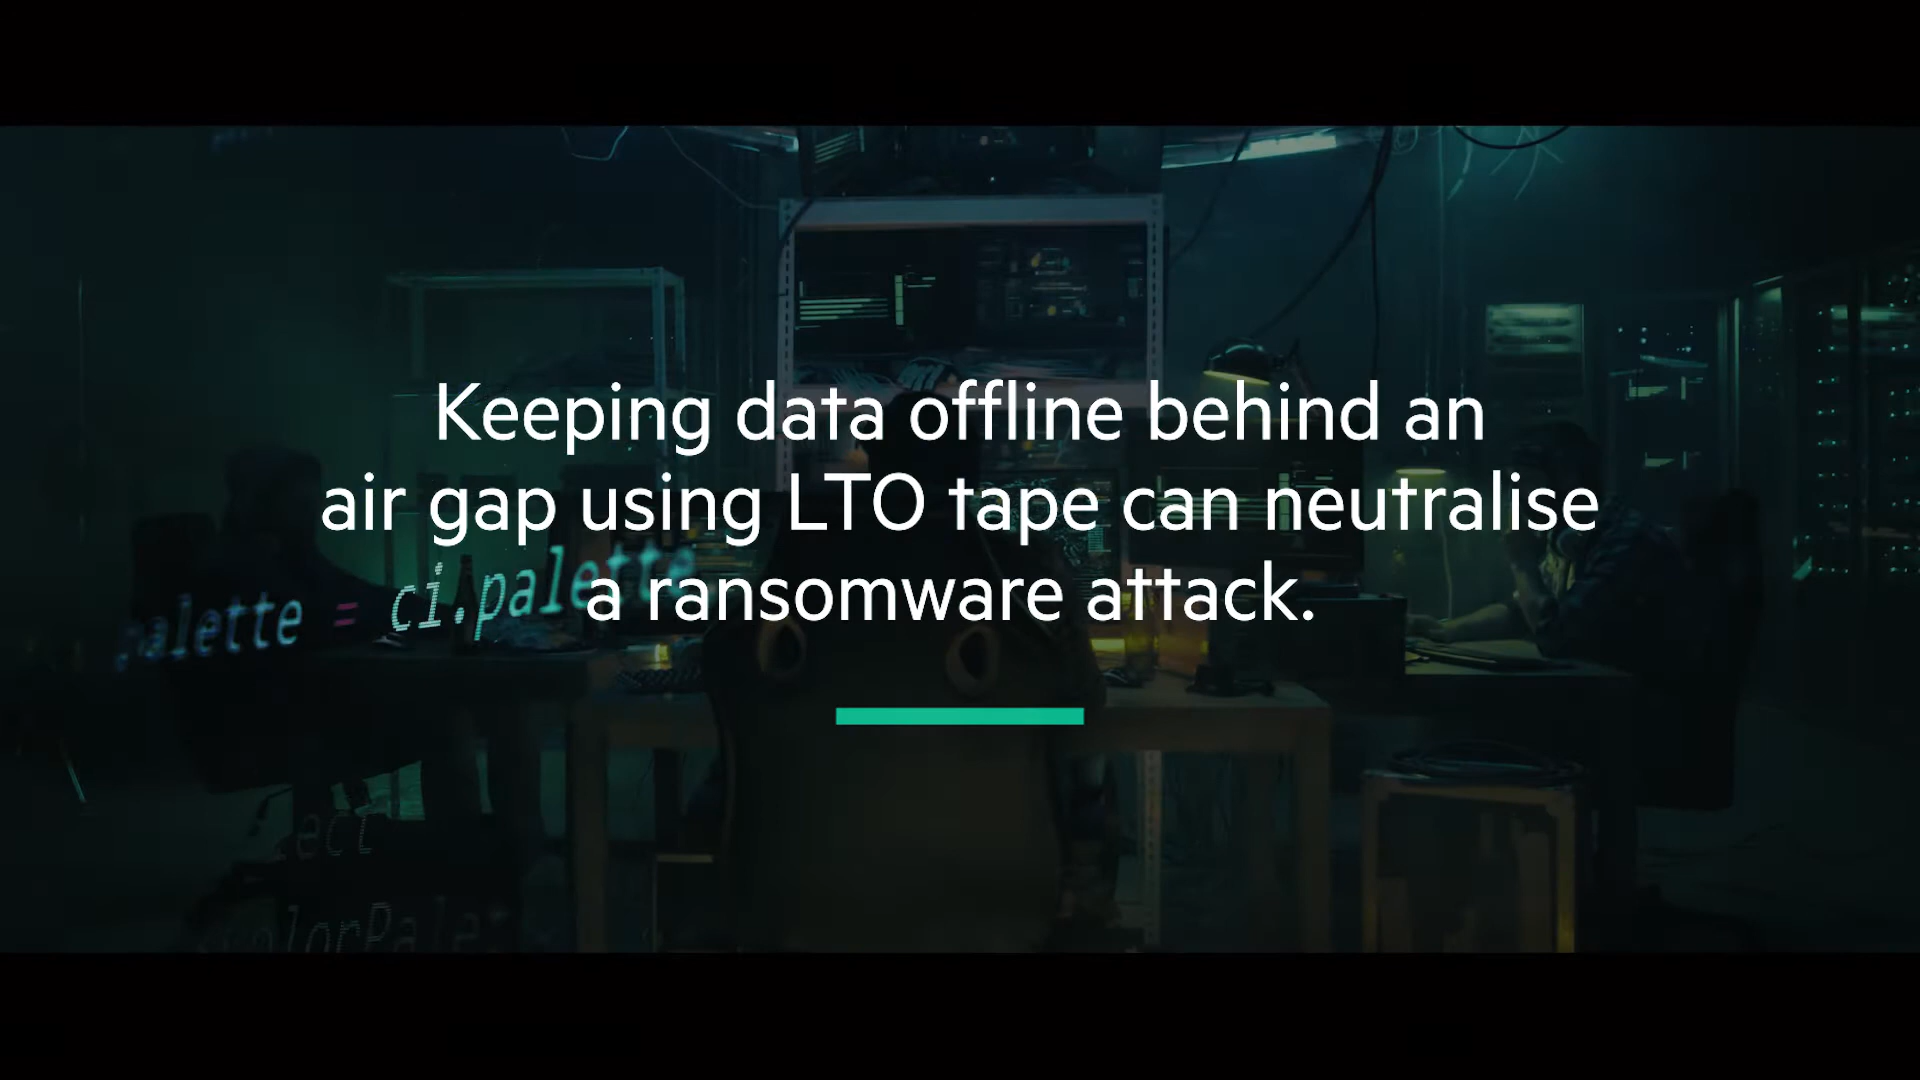 Keeping data offline behind an
air gap using LTO tape can neutralise
a ransomware attack.
palette = ci.palette